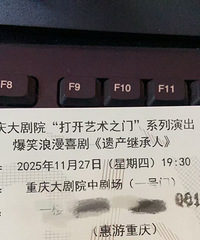 F8 F9 F10 F11
庆大剧院“打开艺术之门”系列演出
爆笑浪漫喜剧《遗产继承人》
2025年11月27日（星期四）19:30
重庆大剧院中剧场（一号门）
（惠游重庆）